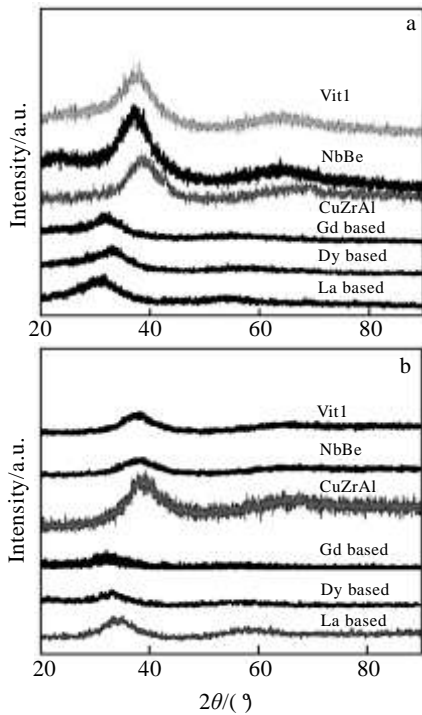 a
Intensity/a.u.
Vit1
NbBe
CuZrAl
Gd based
Dy based
La based
20 40 60 80
b
Intensity/a.u.
Vit1
NbBe
CuZrAl
Gd based
Dy based
La based
20 40 60 80
2θ/(°)